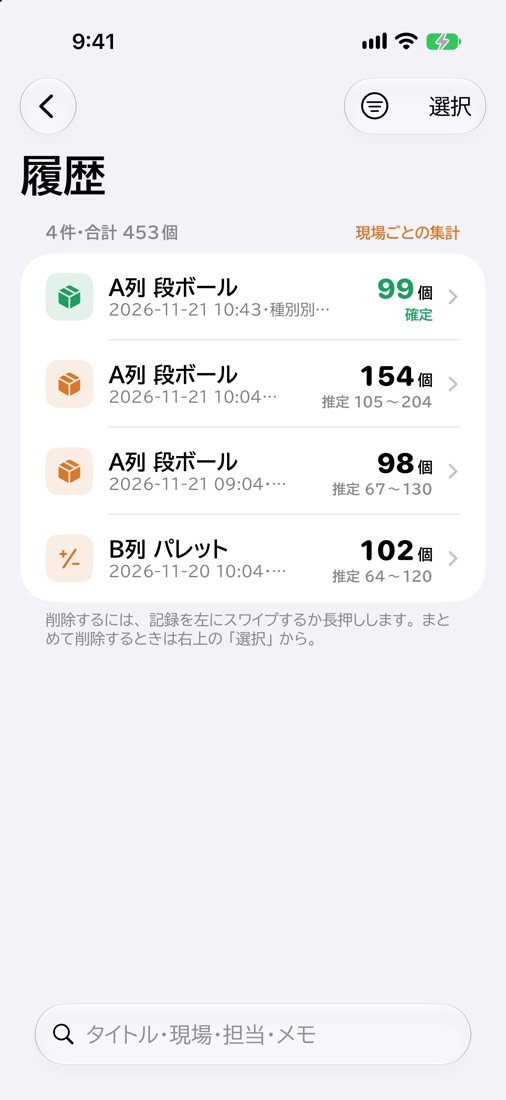 9:41
選択
履歴
4件・合計 453個
現場ごとの集計
A列 段ボール
2026-11-21 10:43・種別別…
99個
確定
A列 段ボール
2026-11-21 10:04…
154個
推定 105～204
A列 段ボール
2026-11-21 09:04・…
98個
推定 67～130
B列 パレット
2026-11-20 10:04・…
102個
推定 64～120
削除するには、記録を左にスワイプするか長押しします。まと
めて削除するときは右上の「選択」から。
タイトル・現場・担当・メモ